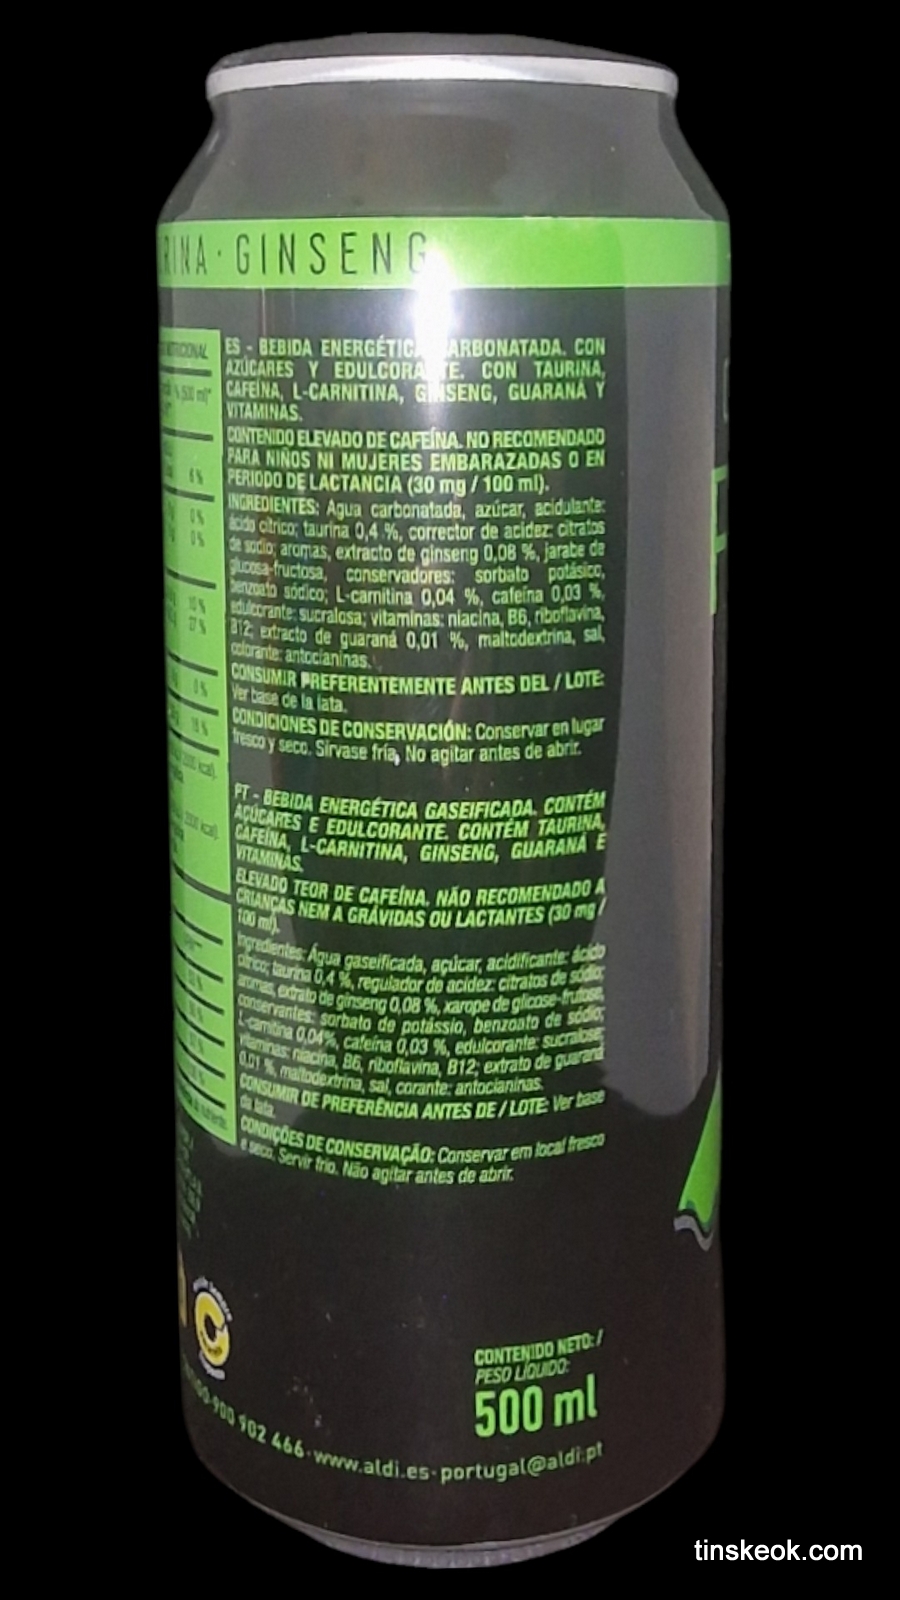 RINA · GINSENG
NUTRICIONAL
% (500 ml)*
6 %
0 %
0 %
10 %
27 %
0 %
18 %
ES - BEBIDA ENERGÉTICA CARBONATADA. CON
AZÚCARES Y EDULCORANTE. CON TAURINA,
CAFEÍNA, L-CARNITINA, GINSENG, GUARANÁ Y
VITAMINAS.
CONTENIDO ELEVADO DE CAFEÍNA. NO RECOMENDADO
PARA NIÑOS NI MUJERES EMBARAZADAS O EN
PERIODO DE LACTANCIA (30 mg / 100 ml).
INGREDIENTES: Agua carbonatada, azúcar, acidulante:
ácido cítrico; taurina 0,4 %, corrector de acidez: citratos
de sodio; aromas, extracto de ginseng 0,08 %, jarabe de
glucosa-fructosa, conservadores: sorbato potásico,
benzoato sódico; L-carnitina 0,04 %, cafeína 0,03 %,
edulcorante: sucralosa; vitaminas: niacina, B6, riboflavina,
B12; extracto de guaraná 0,01 %, maltodextrina, sal,
colorante: antocianinas.
CONSUMIR PREFERENTEMENTE ANTES DEL / LOTE:
Ver base de la lata.
CONDICIONES DE CONSERVACIÓN: Conservar en lugar
fresco y seco. Sírvase fría, No agitar antes de abrir.
PT - BEBIDA ENERGÉTICA GASEIFICADA. CONTÉM
AÇÚCARES E EDULCORANTE. CONTÉM TAURINA,
CAFEÍNA, L-CARNITINA, GINSENG, GUARANÁ E
VITAMINAS.
ELEVADO TEOR DE CAFEÍNA. NÃO RECOMENDADO A
CRIANÇAS NEM A GRÁVIDAS OU LACTANTES (30 mg /
100 ml).
Ingredientes: Água gaseificada, açúcar, acidificante: ácido
cítrico; taurina 0,4 %, regulador de acidez: citratos de sódio;
aromas, extrato de ginseng 0,08 %, xarope de glicose-frutose,
conservantes: sorbato de potássio, benzoato de sódio;
L-carnitina 0,04%, cafeína 0,03 %, edulcorante: sucralose;
vitaminas: niacina, B6, riboflavina, B12; extrato de guaraná
0,01 %, maltodextrina, sal, corante: antocianinas.
CONSUMIR DE PREFERÊNCIA ANTES DE / LOTE: Ver base
da lata.
CONDIÇÕES DE CONSERVAÇÃO: Conservar em local fresco
e seco. Servir frio. Não agitar antes de abrir.
CONTENIDO NETO: /
PESO LÍQUIDO:
500 ml
900 902 466·www.aldi.es·portugal@aldi.pt
tinskeok.com